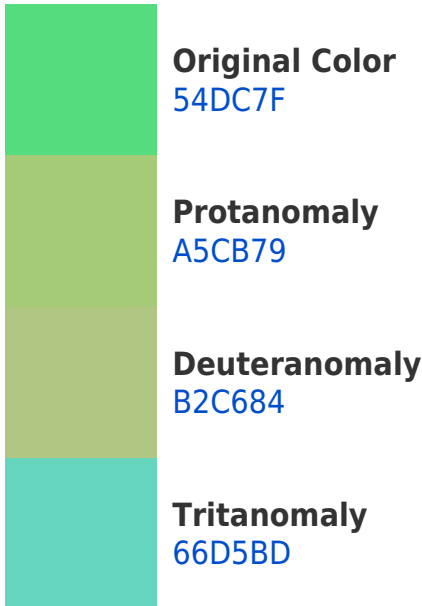 Original Color
54DC7F
Protanomaly
A5CB79
Deuteranomaly
B2C684
Tritanomaly
66D5BD